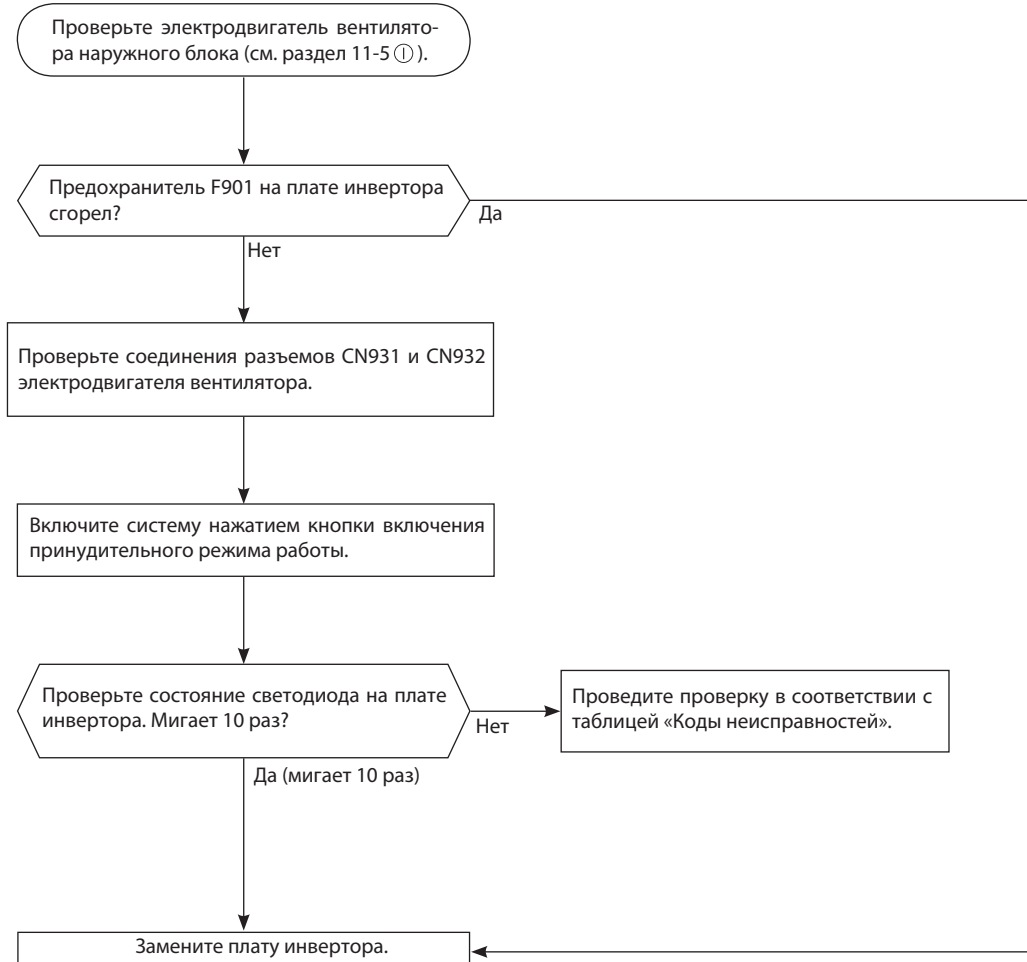 Проверьте электродвигатель вентилято-
ра наружного блока (см. раздел 11-5 Ⓘ ).
Предохранитель F901 на плате инвертора
сгорел?
Да
Нет
Проверьте соединения разъемов CN931 и CN932
электродвигателя вентилятора.
Включите систему нажатием кнопки включения
принудительного режима работы.
Проверьте состояние светодиода на плате
инвертора. Мигает 10 раз?
Нет
Проведите проверку в соответствии с
таблицей «Коды неисправностей».
Да (мигает 10 раз)
Замените плату инвертора.